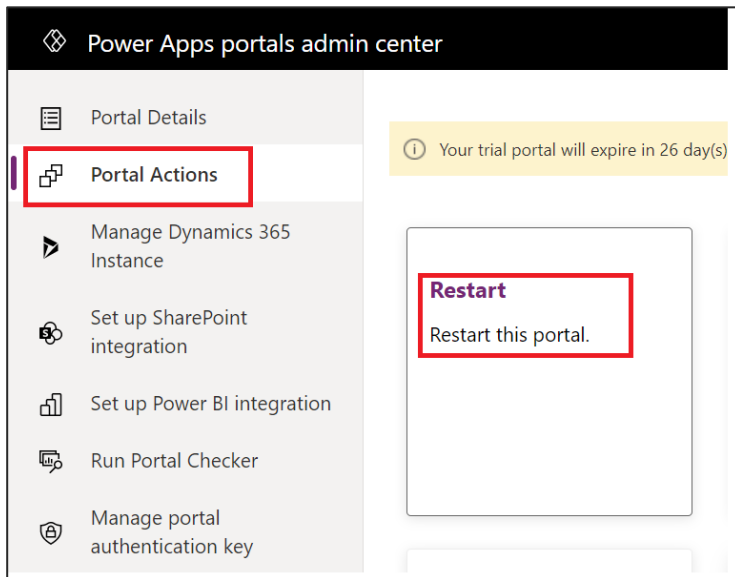 Power Apps portals admin center
Portal Details
Portal Actions
Manage Dynamics 365
Instance
Set up SharePoint
integration
Set up Power BI integration
Run Portal Checker
Manage portal
authentication key
Your trial portal will expire in 26 day(s)
Restart
Restart this portal.